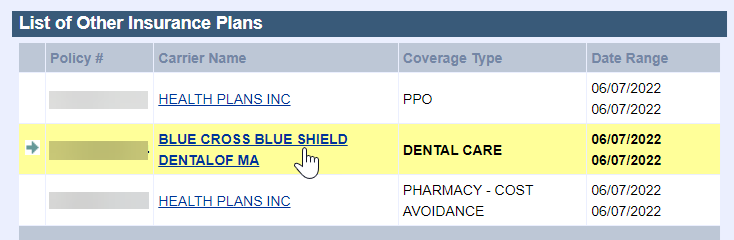 List of Other Insurance Plans
Policy # Carrier Name Coverage Type Date Range
HEALTH PLANS INC PPO 06/07/2022
06/07/2022
BLUE CROSS BLUE SHIELD
DENTALOF MA DENTAL CARE 06/07/2022
06/07/2022
HEALTH PLANS INC PHARMACY - COST
AVOIDANCE 06/07/2022
06/07/2022